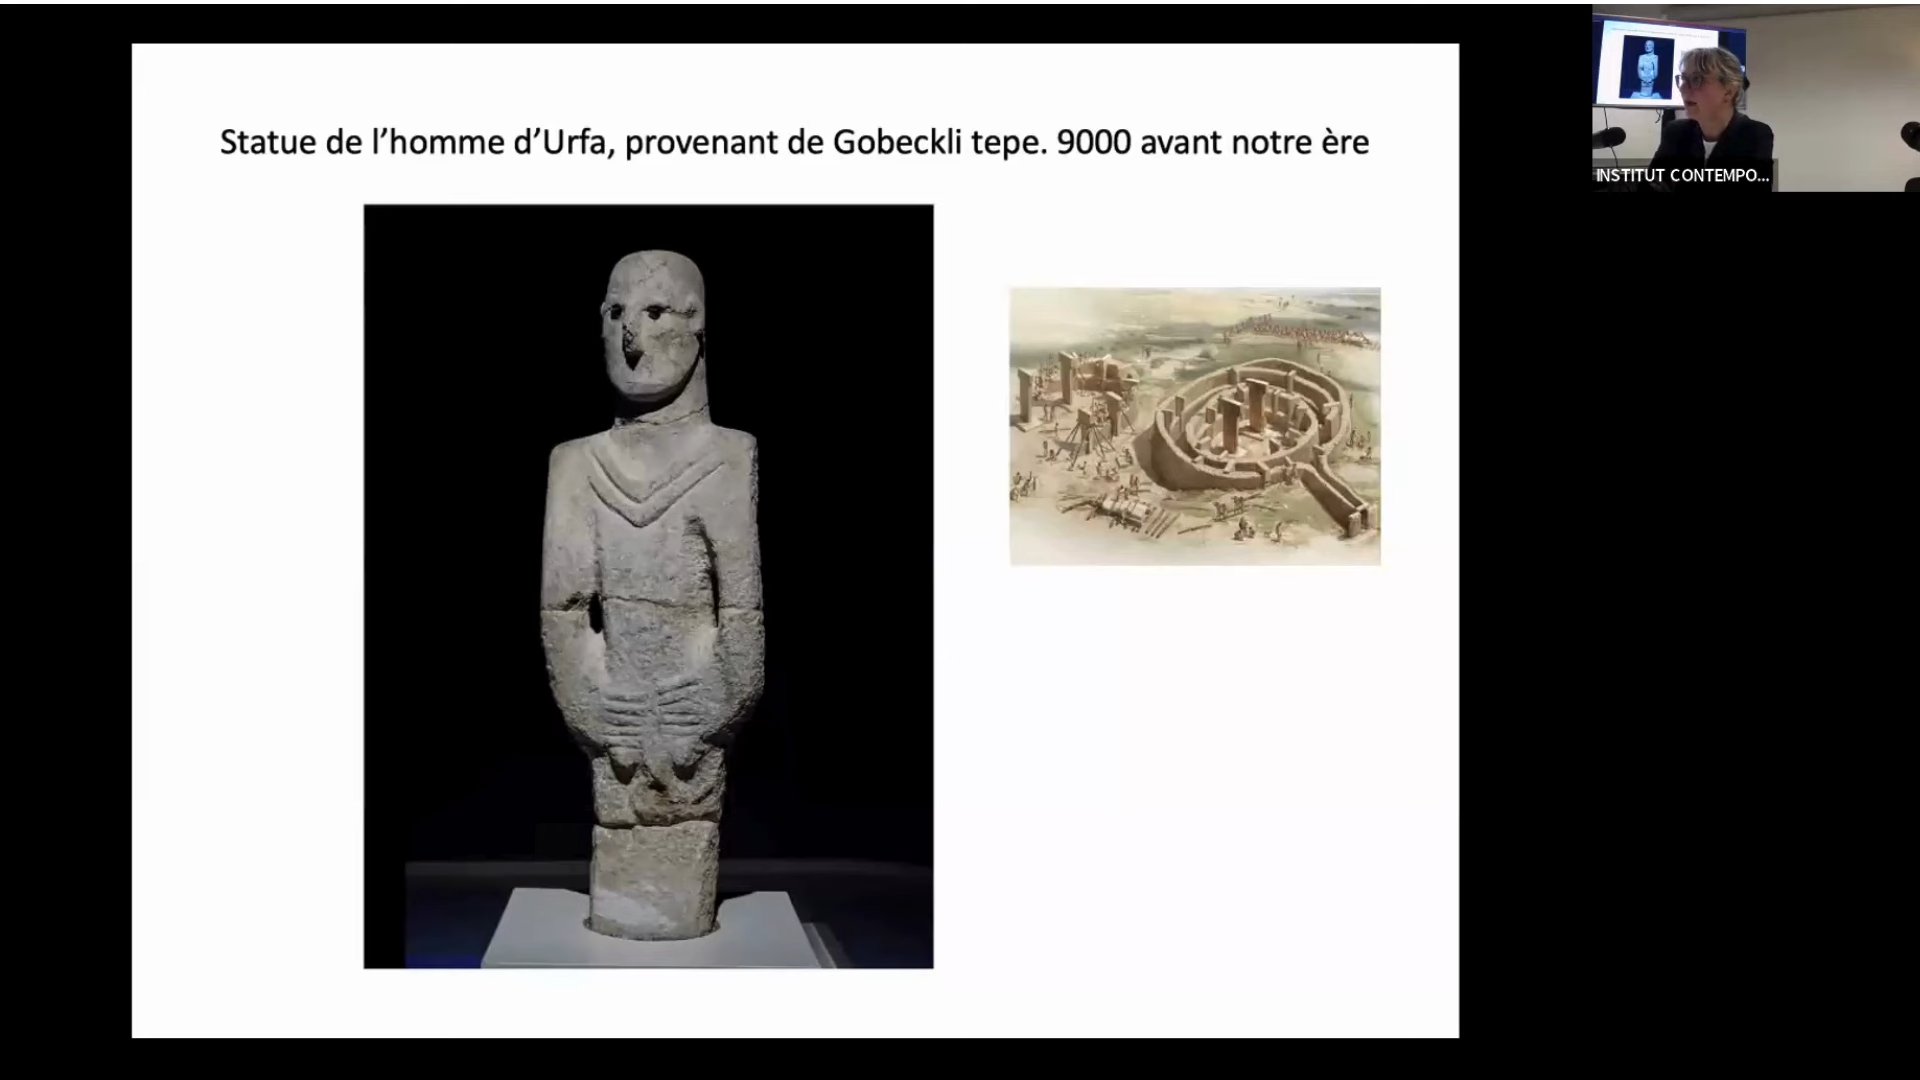 Statue de l’homme d’Urfa, provenant de Gobeckli tepe. 9000 avant notre ère
INSTITUT CONTEMPO...